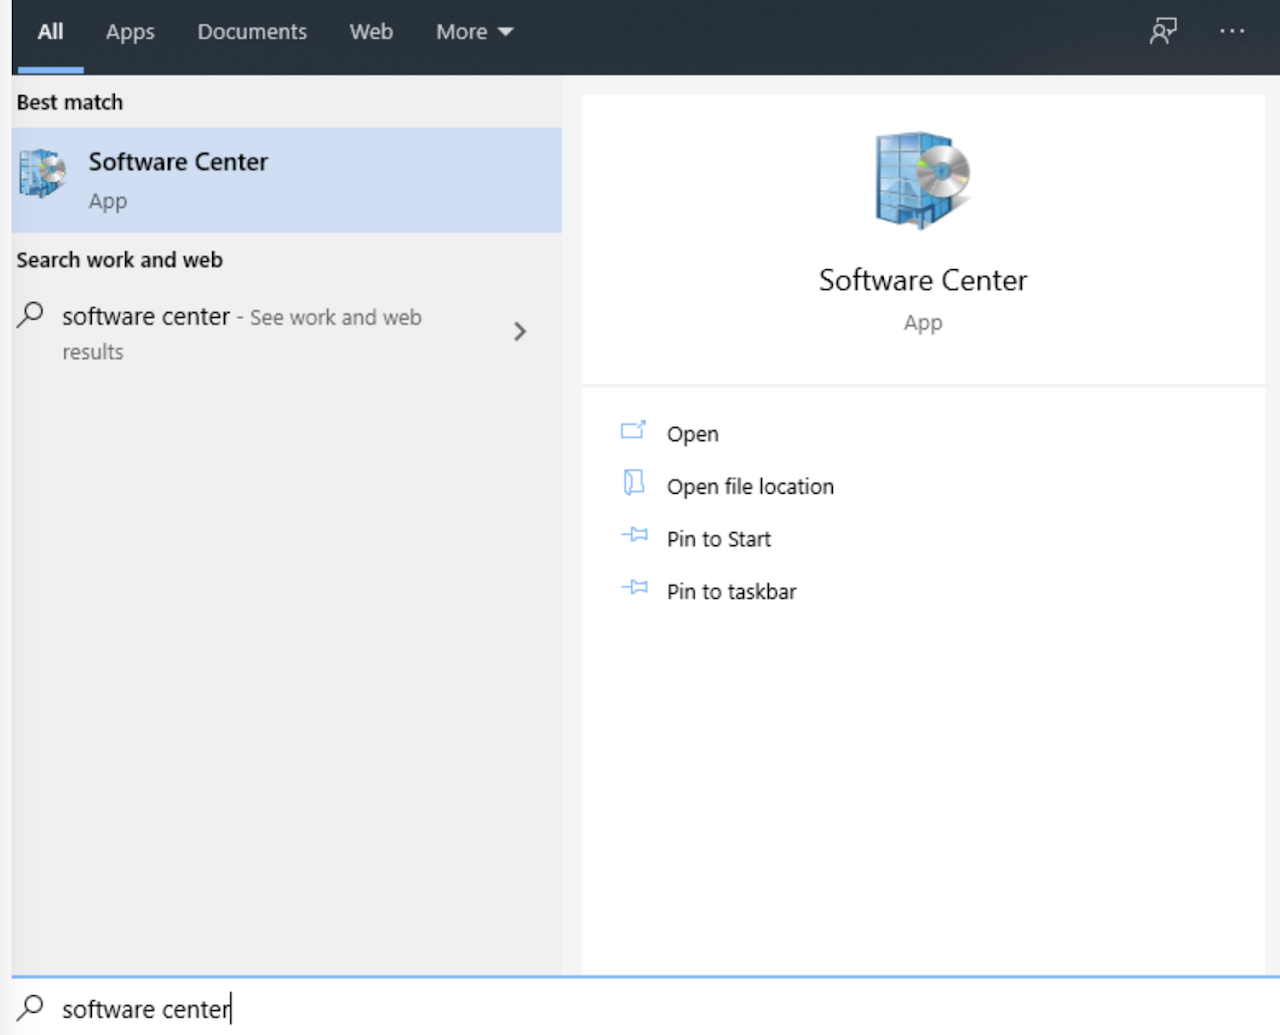 All Apps Documents Web More ...
Best match
Software Center
App
Search work and web
software center - See work and web
results
Software Center
App
Open
Open file location
Pin to Start
Pin to taskbar
software center